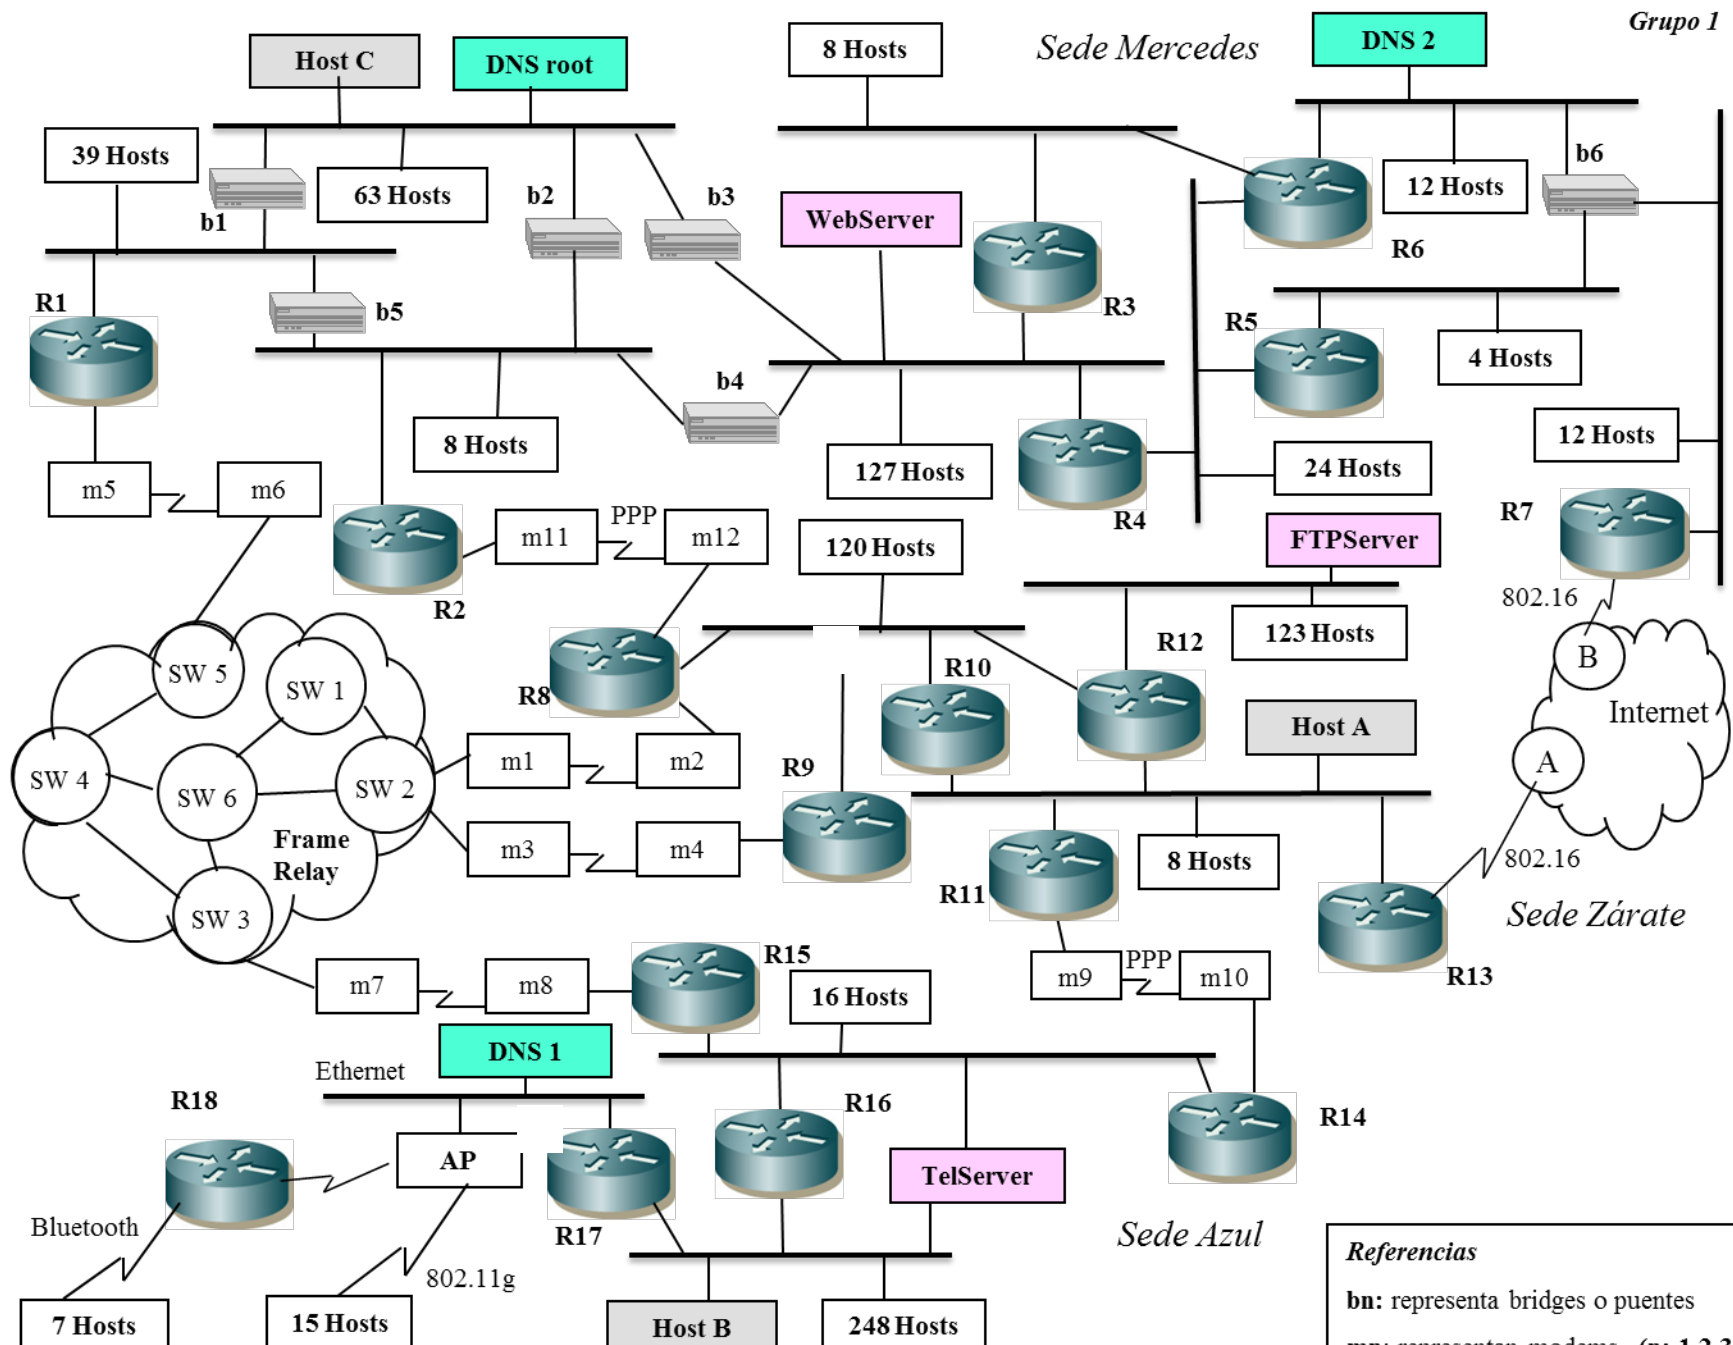 Grupo 1
Sede Mercedes
8 Hosts
DNS 2
Host C
DNS root
39 Hosts
63 Hosts
b1
b2
b3
b6
12 Hosts
WebServer
R6
R3
R1
b5
R5
4 Hosts
b4
8 Hosts
127 Hosts
24 Hosts
12 Hosts
R4
R7
m5
m6
m11
PPP
m12
120 Hosts
FTPServer
R2
802.16
123 Hosts
R12
R10
R8
SW 5
SW 1
B
Internet
Host A
A
SW 4
SW 6
SW 2
m1
m2
R9
Frame
Relay
m3
m4
8 Hosts
802.16
R11
SW 3
Sede Zárate
R13
m7
m8
R15
16 Hosts
m9
PPP
m10
DNS 1
Ethernet
R18
R16
R14
AP
TelServer
Bluetooth
R17
Sede Azul
802.11g
7 Hosts
15 Hosts
Host B
248 Hosts
Referencias
bn: representa bridges o puentes
mn: representan modems (n: 1,2,3